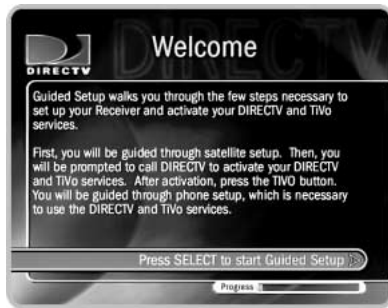 DIRECTV
Welcome
DIRECTV
Guided Setup walks you through the few steps necessary to
set up your Receiver and activate your DIRECTV and TiVo
services.
First, you will be guided through satellite setup. Then, you
will be prompted to call DIRECTV to activate your DIRECTV
and TiVo services. After activation, press the TIVO button.
You will be guided through phone setup, which is necessary
to use the DIRECTV and TiVo services.
Press SELECT to start Guided Setup
Progress